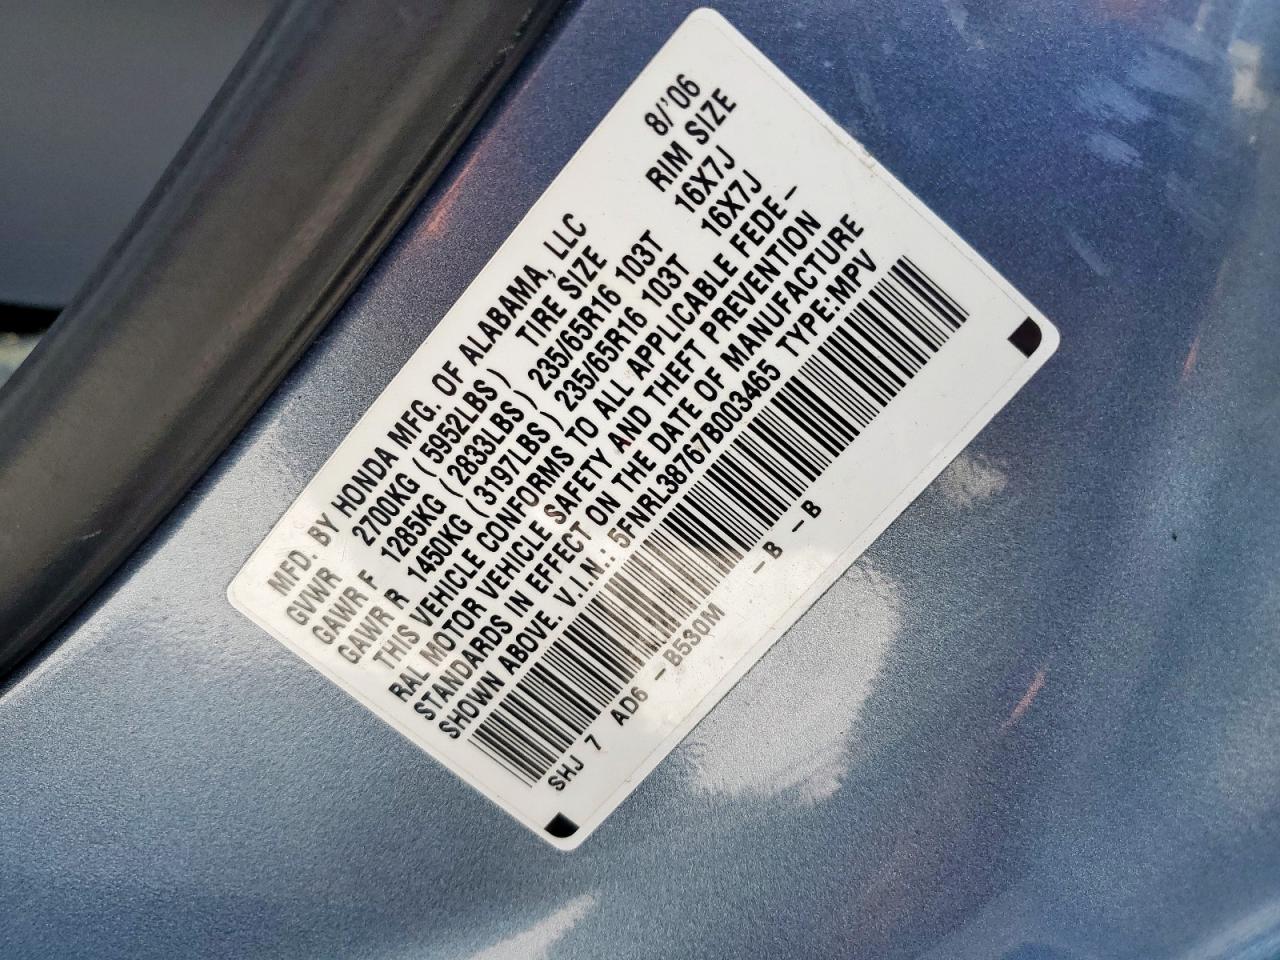 MFD. BY HONDA MFG. OF ALABAMA, LLC 8/'06
GVWR 2700KG (5952LBS) TIRE SIZE RIM SIZE
GAWR F 1285KG (2833LBS) 235/65R16 103T 16X7J
GAWR R 1450KG (3197LBS) 235/65R16 103T 16X7J
THIS VEHICLE CONFORMS TO ALL APPLICABLE FEDE-
RAL MOTOR VEHICLE SAFETY AND THEFT PREVENTION
STANDARDS IN EFFECT ON THE DATE OF MANUFACTURE
SHOWN ABOVE. V.I.N.: 5FNRL38767B003465 TYPE:MPV
SHJ 7 AD6 - B530M - B - B